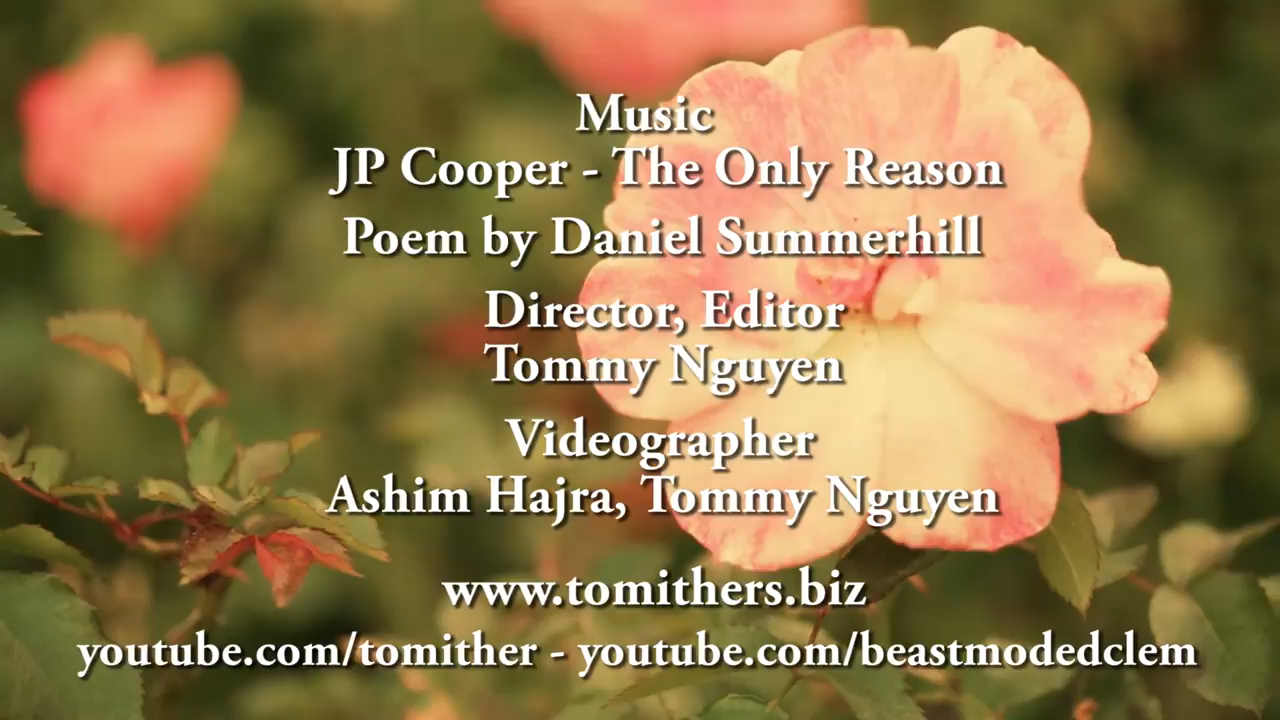 Music
JP Cooper - The Only Reason
Poem by Daniel Summerhill
Director, Editor
Tommy Nguyen
Videographer
Ashim Hajra, Tommy Nguyen
www.tomithers.biz
youtube.com/tomither - youtube.com/beastmodedclem